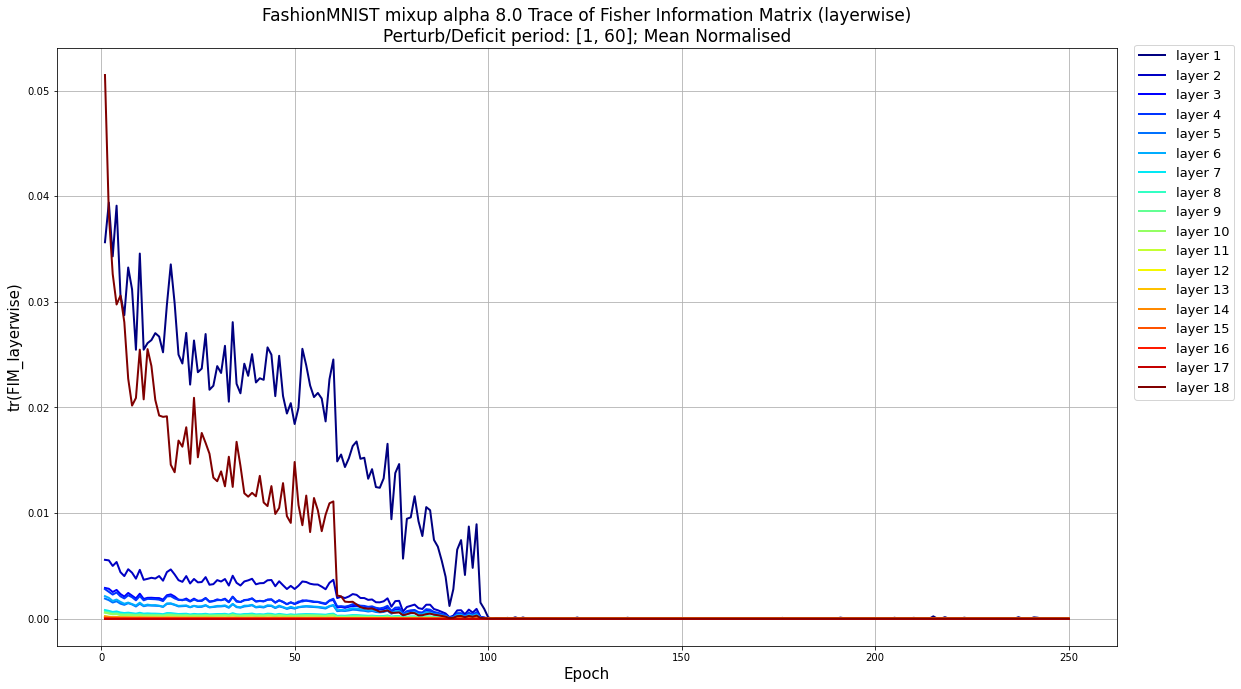 FashionMNIST mixup alpha 8.0 Trace of Fisher Information Matrix (layerwise)
Perturb/Deficit period: [1, 60]; Mean Normalised
tr(FIM_layerwise)
0.05
0.04
0.03
0.02
0.01
0.00
0
50
100
150
200
250
Epoch
layer 1
layer 2
layer 3
layer 4
layer 5
layer 6
layer 7
layer 8
layer 9
layer 10
layer 11
layer 12
layer 13
layer 14
layer 15
layer 16
layer 17
layer 18